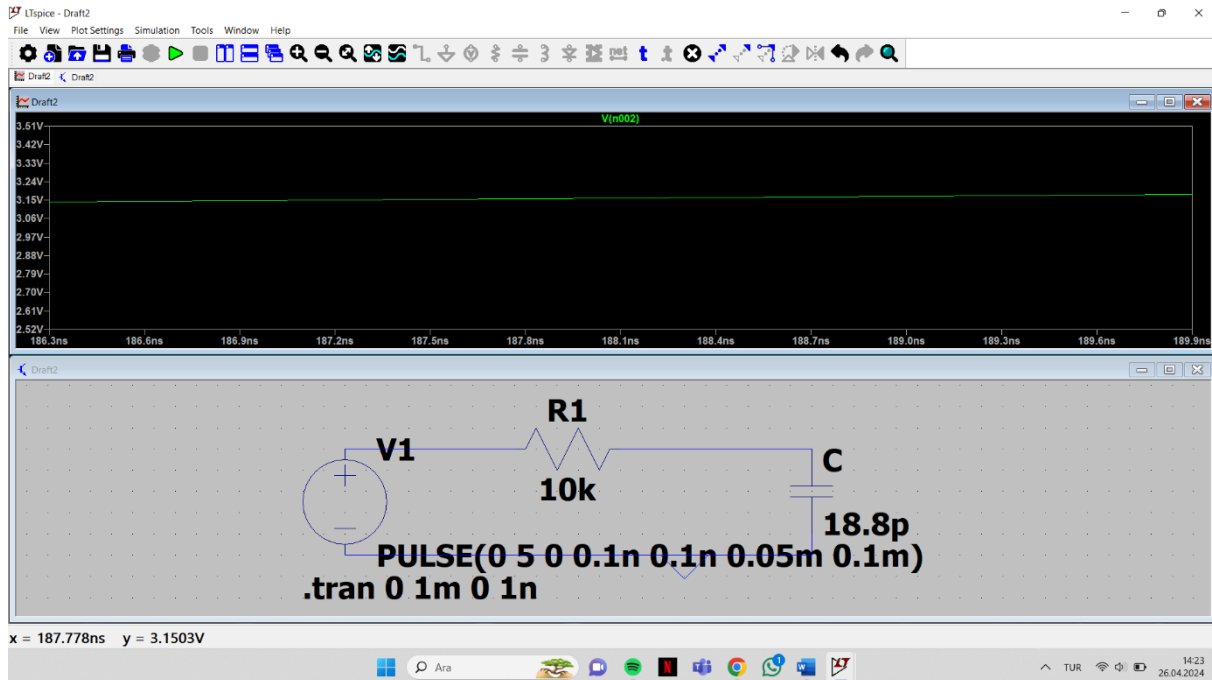 LTspice - Draft2
File View Plot Settings Simulation Tools Window Help
Draft2 Draft2
Draft2
V(n002)
3.51V
3.42V
3.33V
3.24V
3.15V
3.06V
2.97V
2.88V
2.79V
2.70V
2.61V
2.52V
186.3ns 186.6ns 186.9ns 187.2ns 187.5ns 187.8ns 188.1ns 188.4ns 188.7ns 189.0ns 189.3ns 189.6ns 189.9ns
Draft2
R1
V1
C
10k
18.8p
PULSE(0 5 0 0.1n 0.1n 0.05m 0.1m)
.tran 0 1m 0 1n
x = 187.778ns y = 3.1503V
Ara
1
TUR
14:23
26.04.2024